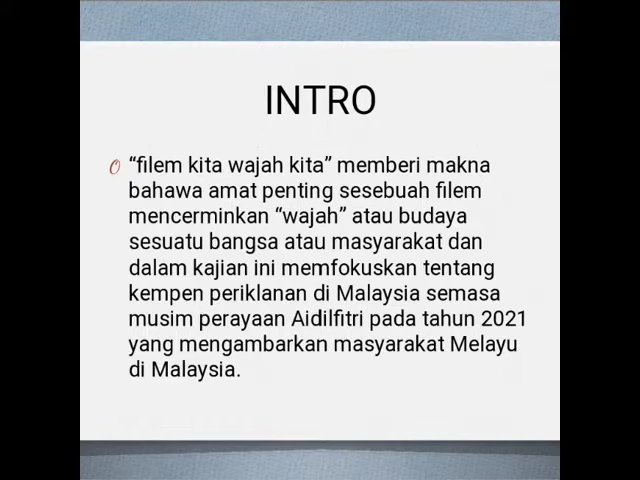 INTRO
“filem kita wajah kita” memberi makna
bahawa amat penting sesebuah filem
mencerminkan “wajah” atau budaya
sesuatu bangsa atau masyarakat dan
dalam kajian ini memfokuskan tentang
kempen periklanan di Malaysia semasa
musim perayaan Aidilfitri pada tahun 2021
yang mengambarkan masyarakat Melayu
di Malaysia.